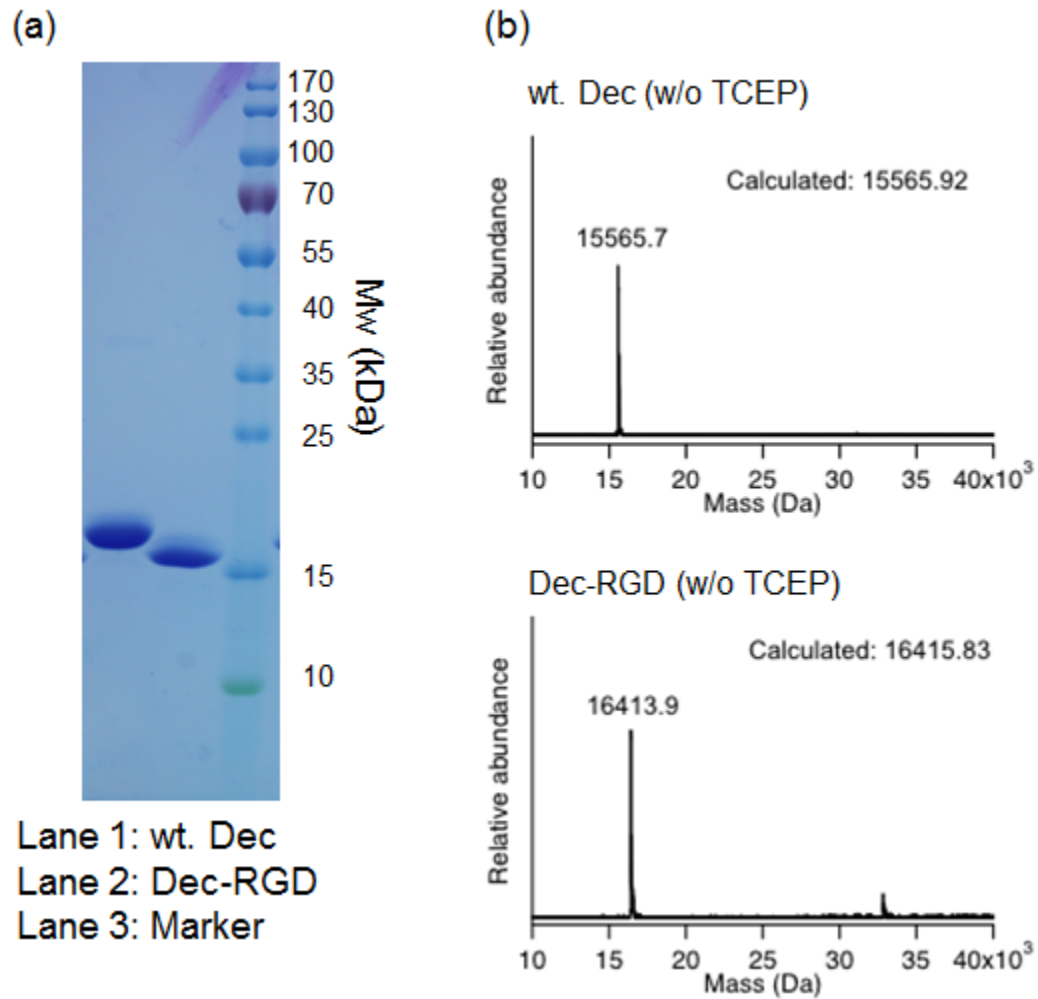 (a)
170
130
100
70
55
40
35
25
15
10
Mw (kDa)
Lane 1: wt. Dec
Lane 2: Dec-RGD
Lane 3: Marker
(b)
wt. Dec (w/o TCEP)
Calculated: 15565.92
15565.7
Relative abundance
10 15 20 25 30 35 40x10³
Mass (Da)
Dec-RGD (w/o TCEP)
Calculated: 16415.83
16413.9
Relative abundance
10 15 20 25 30 35 40x10³
Mass (Da)